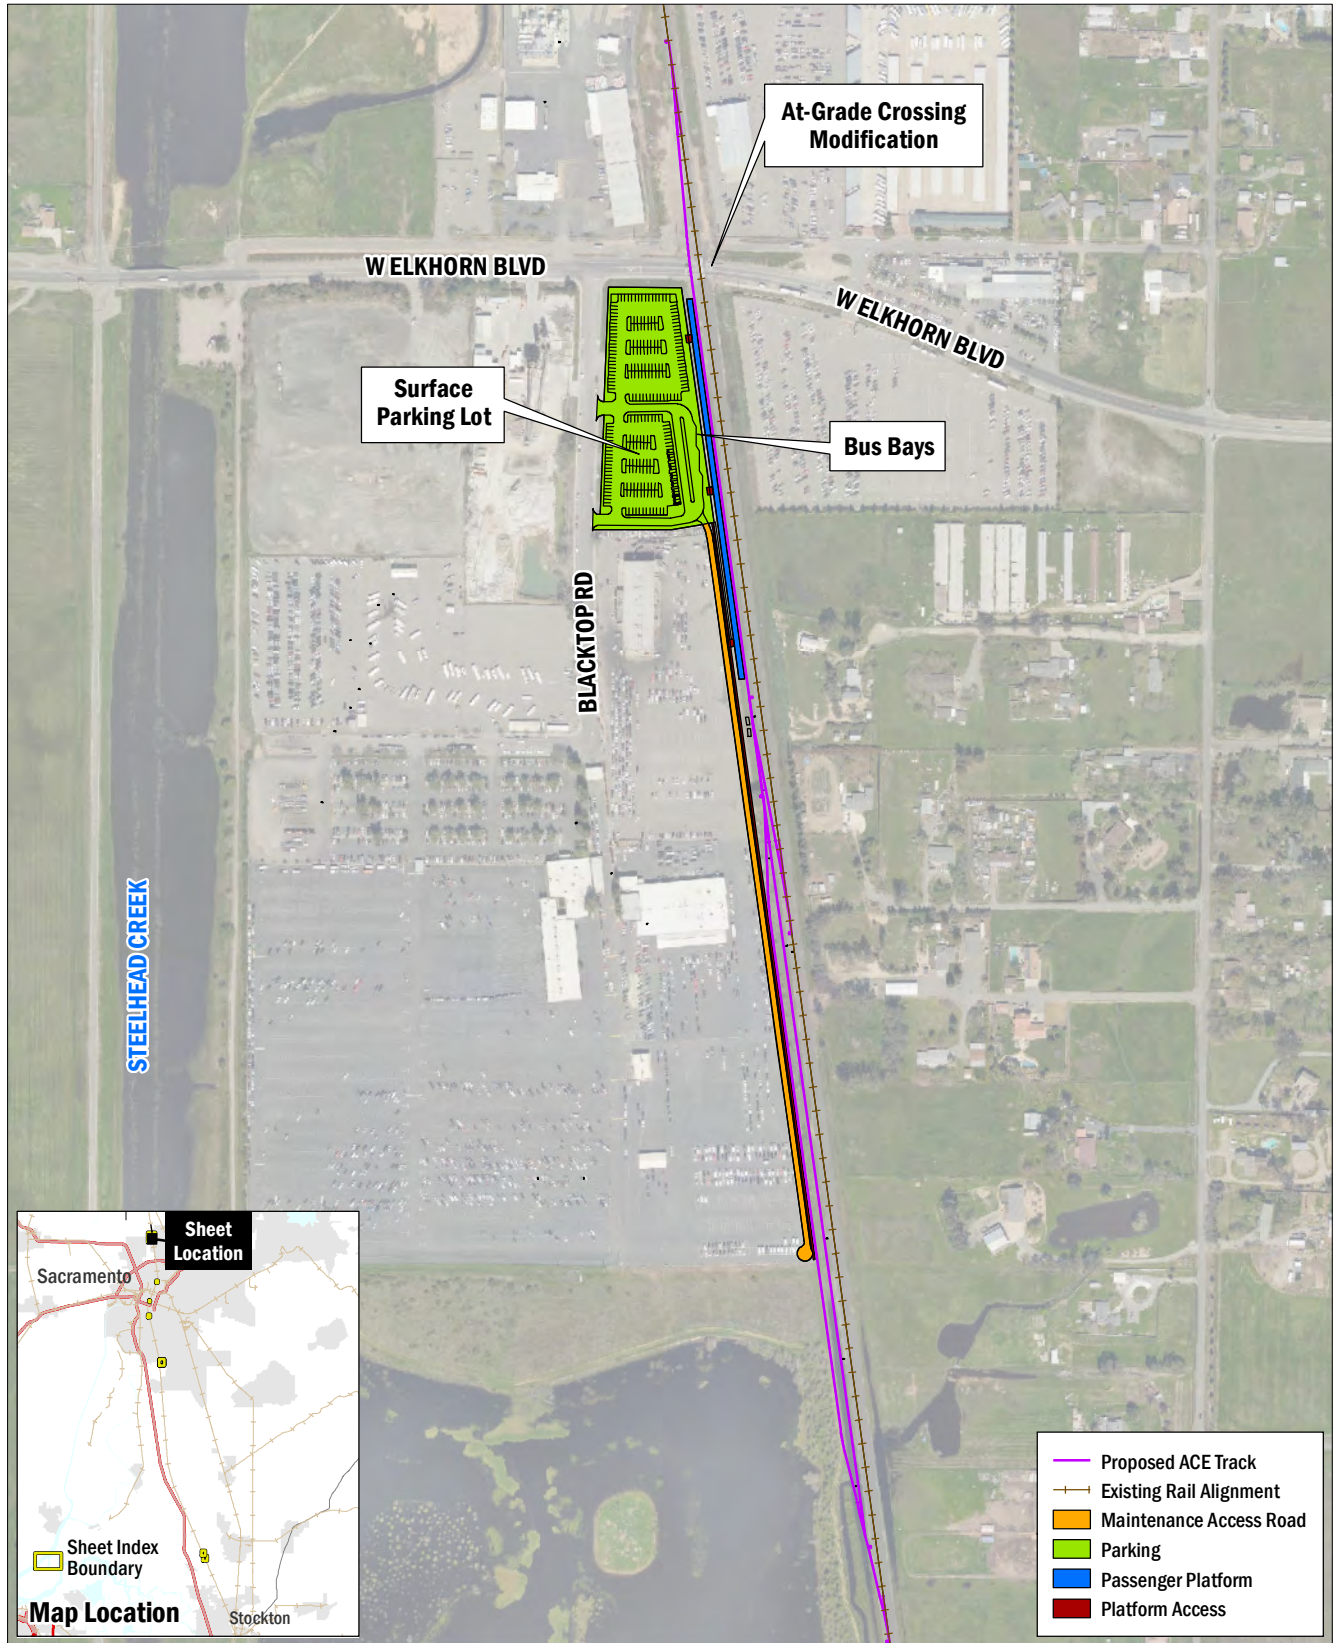 At-Grade Crossing
Modification
W ELKHORN BLVD
W ELKHORN BLVD
Surface
Parking Lot
Bus Bays
BLACKTOP RD
STEELHEAD CREEK
Sheet
Location
Sacramento
Sheet Index
Boundary
Map Location
Stockton
Proposed ACE Track
Existing Rail Alignment
Maintenance Access Road
Parking
Passenger Platform
Platform Access